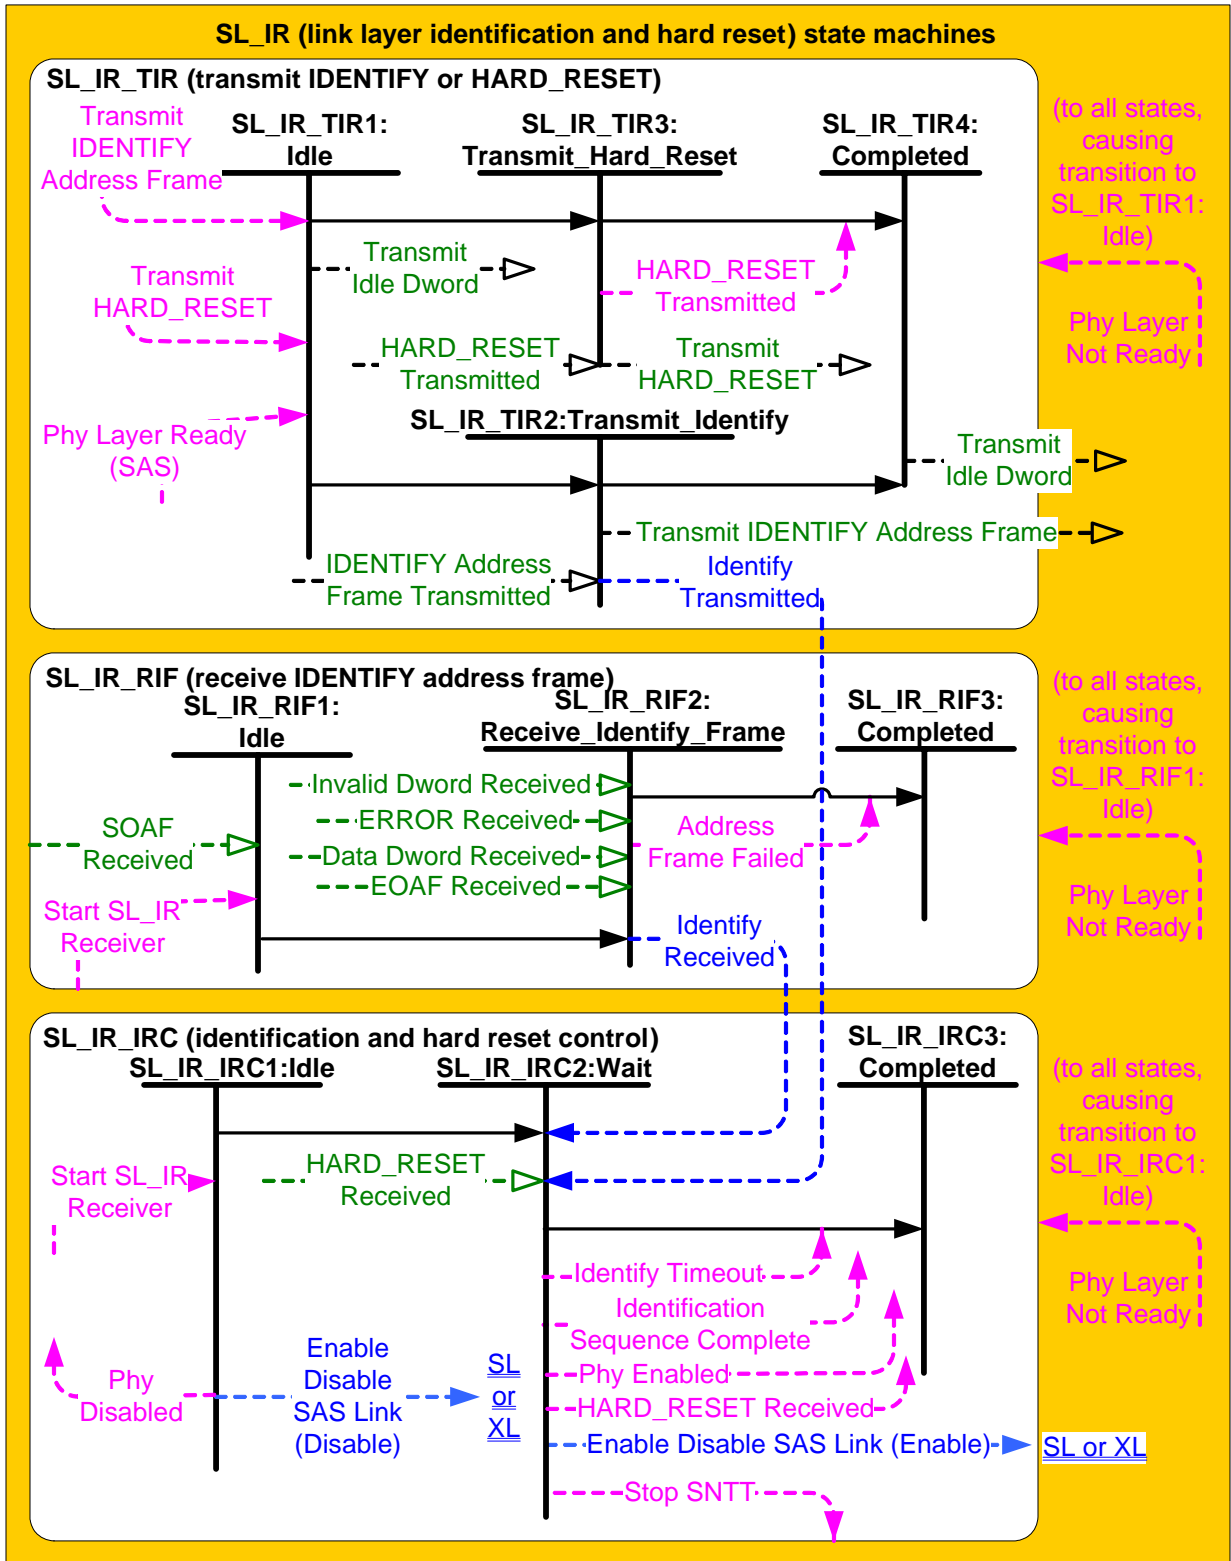 SL_IR (link layer identification and hard reset) state machines
SL_IR_TIR (transmit IDENTIFY or HARD_RESET)
Transmit
IDENTIFY
Address Frame
SL_IR_TIR1:
Idle
SL_IR_TIR3:
Transmit_Hard_Reset
SL_IR_TIR4:
Completed
(to all states,
causing
transition to
SL_IR_TIR1:
Idle)
Transmit
Idle Dword
HARD_RESET
Transmitted
Transmit
HARD_RESET
HARD_RESET
Transmitted
Transmit
HARD_RESET
Phy Layer
Not Ready
SL_IR_TIR2:Transmit_Identify
Phy Layer Ready
(SAS)
Transmit
Idle Dword
Transmit IDENTIFY Address Frame
IDENTIFY Address
Frame Transmitted
Identify
Transmitted
SL_IR_RIF (receive IDENTIFY address frame)
SL_IR_RIF1:
Idle
SL_IR_RIF2:
Receive_Identify_Frame
SL_IR_RIF3:
Completed
(to all states,
causing
transition to
SL_IR_RIF1:
Idle)
Invalid Dword Received
ERROR Received
Data Dword Received
EOAF Received
SOAF
Received
Address
Frame Failed
Start SL_IR
Receiver
Identify
Received
Phy Layer
Not Ready
SL_IR_IRC (identification and hard reset control)
SL_IR_IRC1:Idle
SL_IR_IRC2:Wait
SL_IR_IRC3:
Completed
(to all states,
causing
transition to
SL_IR_IRC1:
Idle)
Start SL_IR
Receiver
HARD_RESET
Received
Identify Timeout
Identification
Sequence Complete
Phy Layer
Not Ready
Phy
Disabled
Enable
Disable
SAS Link
(Disable)
SL
or
XL
Phy Enabled
HARD_RESET Received
Enable Disable SAS Link (Enable)
SL or XL
Stop SNTT